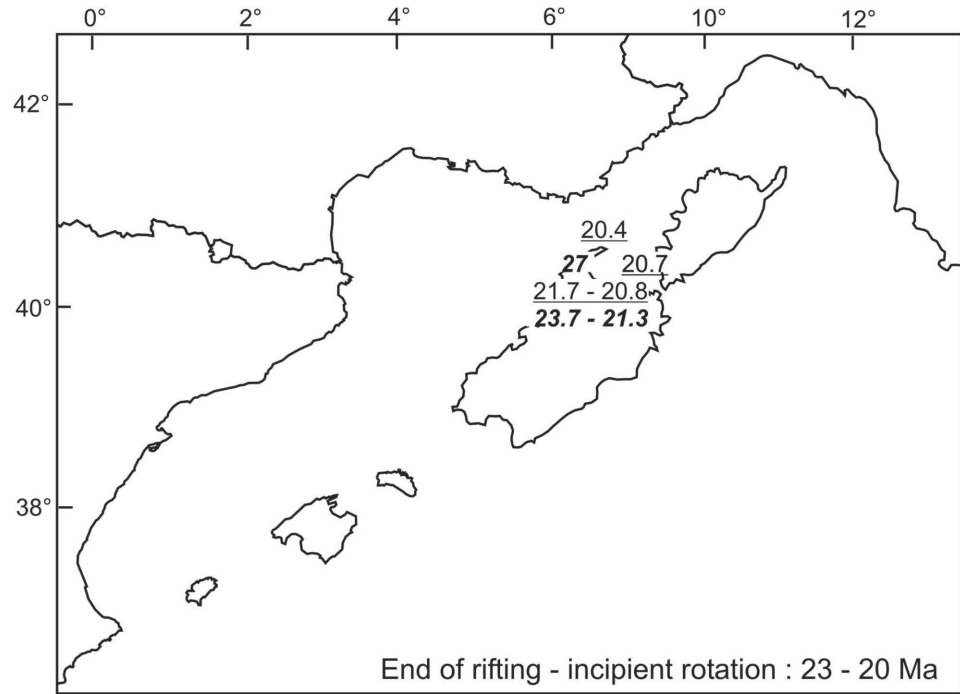 0° 2° 4° 6° 8° 10° 12°
42°
20.4
27 20.7
21.7 - 20.8
40°
23.7 - 21.3
38°
End of rifting - incipient rotation : 23 - 20 Ma